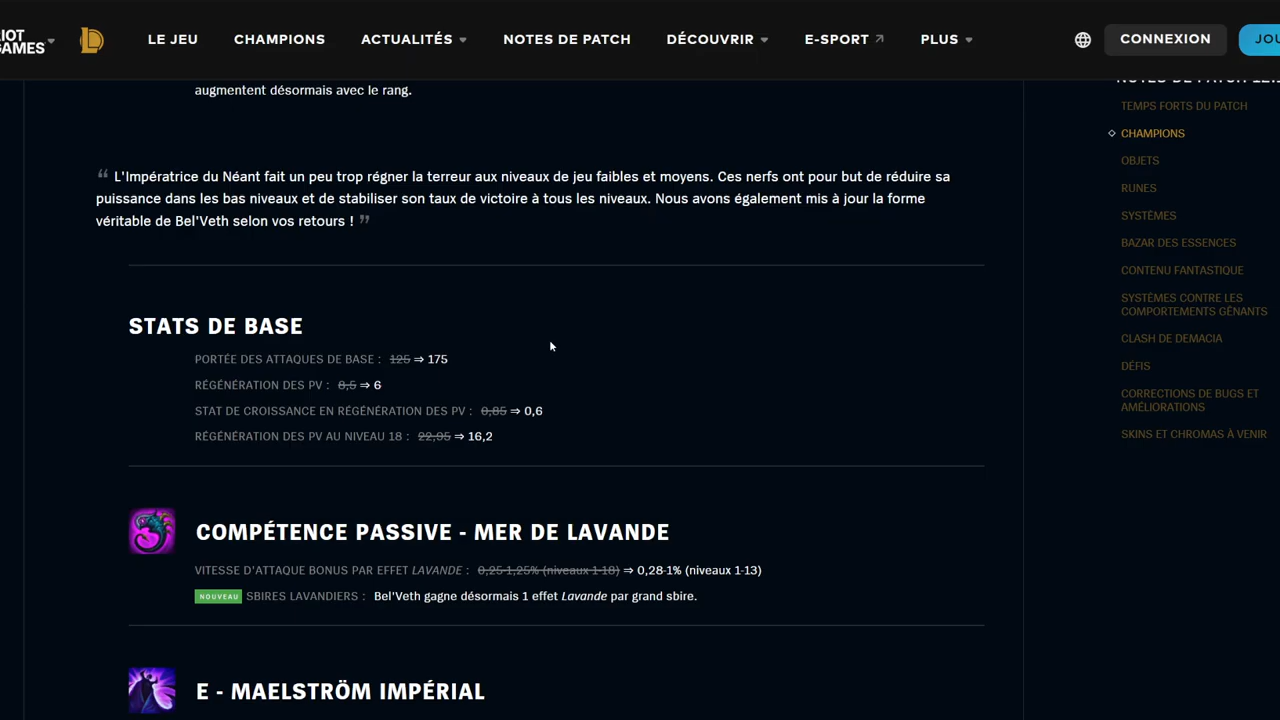 RIOT
GAMES
LE JEU
CHAMPIONS
ACTUALITÉS
NOTES DE PATCH
DÉCOUVRIR
E-SPORT
PLUS
CONNEXION
augmentent désormais avec le rang.
“ L'Impératrice du Néant fait un peu trop régner la terreur aux niveaux de jeu faibles et moyens. Ces nerfs ont pour but de réduire sa
puissance dans les bas niveaux et de stabiliser son taux de victoire à tous les niveaux. Nous avons également mis à jour la forme
véritable de Bel'Veth selon vos retours ! ”
STATS DE BASE
PORTÉE DES ATTAQUES DE BASE : 125 ⇒ 175
RÉGÉNÉRATION DES PV : 8,5 ⇒ 6
STAT DE CROISSANCE EN RÉGÉNÉRATION DES PV : 0,85 ⇒ 0,6
RÉGÉNÉRATION DES PV AU NIVEAU 18 : 22,95 ⇒ 16,2
COMPÉTENCE PASSIVE - MER DE LAVANDE
VITESSE D'ATTAQUE BONUS PAR EFFET LAVANDE : 0,25-1,25% (niveaux 1-18) ⇒ 0,28-1% (niveaux 1-13)
NOUVEAU SBIRES LAVANDIERS : Bel'Veth gagne désormais 1 effet Lavande par grand sbire.
E - MAELSTRÖM IMPÉRIAL
NOTES DE PATCH
TEMPS FORTS DU PATCH
CHAMPIONS
OBJETS
RUNES
SYSTÈMES
BAZAR DES ESSENCES
CONTENU FANTASTIQUE
SYSTÈMES CONTRE LES
COMPORTEMENTS GÊNANTS
CLASH DE DEMACIA
DÉFIS
CORRECTIONS DE BUGS ET
AMÉLIORATIONS
SKINS ET CHROMAS À VENIR